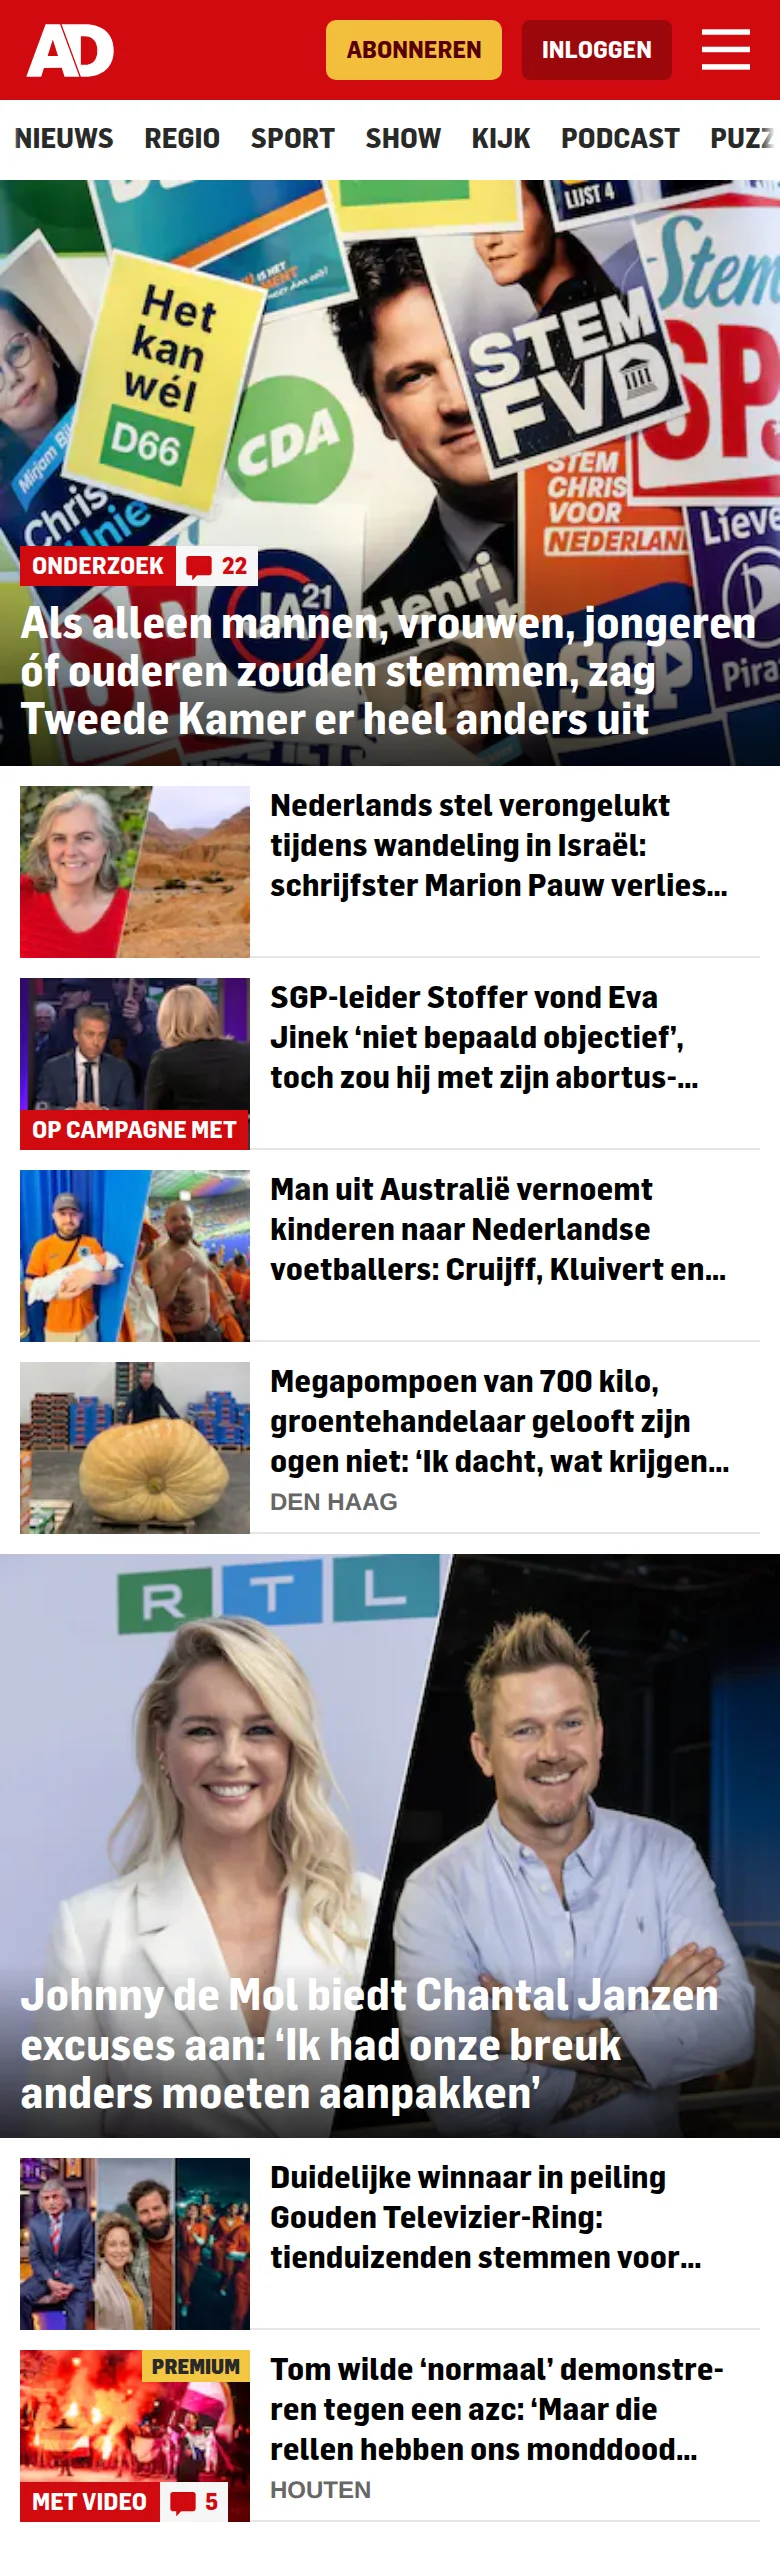 AD
ABONNEREN
INLOGGEN
NIEUWS REGIO SPORT SHOW KIJK PODCAST PUZZ
LIJST 4
Stem
SP
Het
kan
wél
D66
CDA
STEM
FVD
Mirjam Bik
Chris
Unie
STEM
CHRIS
VOOR
NEDERLAN
Lieve
JA21
Henri
SGP
Pira
ONDERZOEK 22
Als alleen mannen, vrouwen, jongeren
óf ouderen zouden stemmen, zag
Tweede Kamer er heel anders uit
Nederlands stel verongelukt
tijdens wandeling in Israël:
schrijfster Marion Pauw verlies...
SGP-leider Stoffer vond Eva
Jinek ‘niet bepaald objectief’,
toch zou hij met zijn abortus-...
OP CAMPAGNE MET
Man uit Australië vernoemt
kinderen naar Nederlandse
voetballers: Cruijff, Kluivert en...
Megapompoen van 700 kilo,
groentehandelaar gelooft zijn
ogen niet: ‘Ik dacht, wat krijgen...
DEN HAAG
RTL
Johnny de Mol biedt Chantal Janzen
excuses aan: ‘Ik had onze breuk
anders moeten aanpakken’
Duidelijke winnaar in peiling
Gouden Televizier-Ring:
tienduizenden stemmen voor...
PREMIUM
MET VIDEO 5
Tom wilde ‘normaal’ demonstre-
ren tegen een azc: ‘Maar die
rellen hebben ons monddood...
HOUTEN